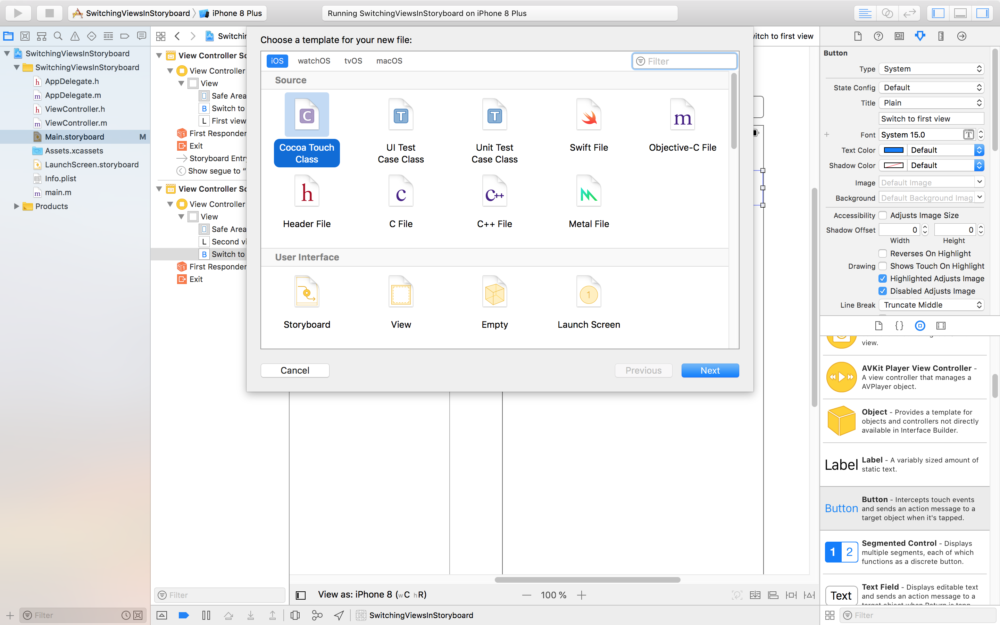 SwitchingViewsInStoryboard
iPhone 8 Plus
Running SwitchingViewsInStoryboard on iPhone 8 Plus
SwitchingViewsInStoryboard
SwitchingViewsInStoryboard
AppDelegate.h
AppDelegate.m
ViewController.h
ViewController.m
Main.storyboard M
Assets.xcassets
LaunchScreen.storyboard
Info.plist
main.m
Products
Filter
Switchin
View Controller Sc
View Controller
View
Safe Area
B Switch to
L First view
First Responder
Exit
Storyboard Entr
Show segue to “
View Controller Sc
View Controller
View
Safe Area
L Second vi
B Switch to
First Responder
Exit
Filter
Choose a template for your new file:
iOS watchOS tvOS macOS
Filter
Source
Cocoa Touch
Class
UI Test
Case Class
Unit Test
Case Class
Swift File
Objective-C File
Header File
C File
C++ File
Metal File
User Interface
Storyboard
View
Empty
Launch Screen
Cancel
Previous
Next
View as: iPhone 8 (wC hR)
100 %
SwitchingViewsInStoryboard
itch to first view
Button
Type System
State Config Default
Title Plain
Switch to first view
Font System 15.0
Text Color Default
Shadow Color Default
Image Default Image
Background Default Background Imag
Accessibility Adjusts Image Size
Shadow Offset 0 0
Width Height
Reverses On Highlight
Drawing Shows Touch On Highlight
Highlighted Adjusts Image
Disabled Adjusts Image
Line Break Truncate Middle
view.
AVKit Player View Controller -
A view controller that manages a
AVPlayer object.
Object - Provides a template for
objects and controllers not directly
available in Interface Builder.
Label
Label - A variably sized amount of
static text.
Button
Button - Intercepts touch events
and sends an action message to a
target object when it's tapped.
1 2
Segmented Control - Displays
multiple segments, each of which
functions as a discrete button.
Text
Text Field - Displays editable text
and sends an action message to a
target object when Return is tapp
Filter